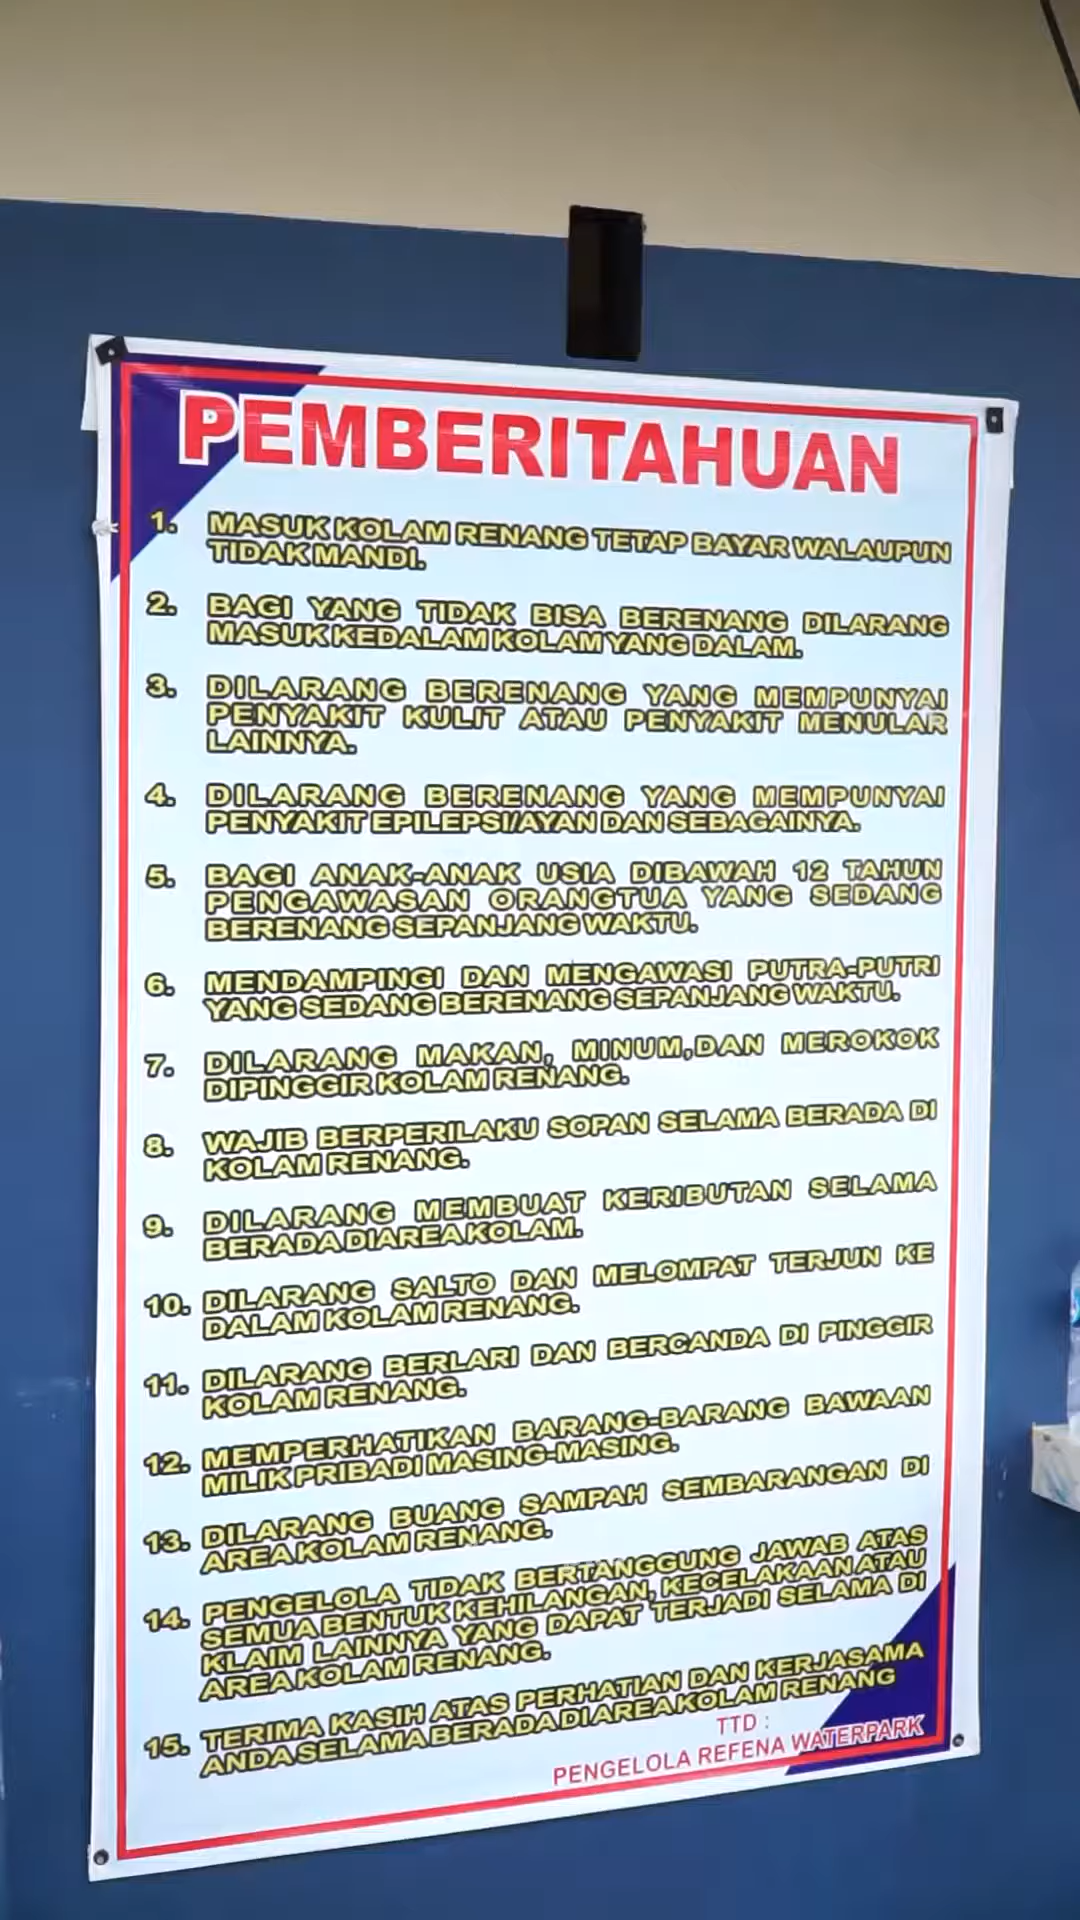 PEMBERITAHUAN
1. MASUK KOLAM RENANG TETAP BAYAR WALAUPUN
TIDAK MANDI.
2. BAGI YANG TIDAK BISA BERENANG DILARANG
MASUK KEDALAM KOLAM YANG DALAM.
3. DILARANG BERENANG YANG MEMPUNYAI
PENYAKIT KULIT ATAU PENYAKIT MENULAR
LAINNYA.
4. DILARANG BERENANG YANG MEMPUNYAI
PENYAKIT EPILEPSI/AYAN DAN SEBAGAINYA.
5. BAGI ANAK-ANAK USIA DIBAWAH 12 TAHUN
PENGAWASAN ORANGTUA YANG SEDANG
BERENANG SEPANJANG WAKTU.
6. MENDAMPINGI DAN MENGAWASI PUTRA-PUTRI
YANG SEDANG BERENANG SEPANJANG WAKTU.
7. DILARANG MAKAN, MINUM,DAN MEROKOK
DIPINGGIR KOLAM RENANG.
8. WAJIB BERPERILAKU SOPAN SELAMA BERADA DI
KOLAM RENANG.
9. DILARANG MEMBUAT KERIBUTAN SELAMA
BERADA DIAREA KOLAM.
10. DILARANG SALTO DAN MELOMPAT TERJUN KE
DALAM KOLAM RENANG.
11. DILARANG BERLARI DAN BERCANDA DI PINGGIR
KOLAM RENANG.
12. MEMPERHATIKAN BARANG-BARANG BAWAAN
MILIK PRIBADI MASING-MASING.
13. DILARANG BUANG SAMPAH SEMBARANGAN DI
AREA KOLAM RENANG.
14. PENGELOLA TIDAK BERTANGGUNG JAWAB ATAS
SEMUA BENTUK KEHILANGAN, KECELAKAAN ATAU
KLAIM LAINNYA YANG DAPAT TERJADI SELAMA DI
AREA KOLAM RENANG.
15. TERIMA KASIH ATAS PERHATIAN DAN KERJASAMA
ANDA SELAMA BERADA DI AREA KOLAM RENANG
TTD :
PENGELOLA REFENA WATERPARK